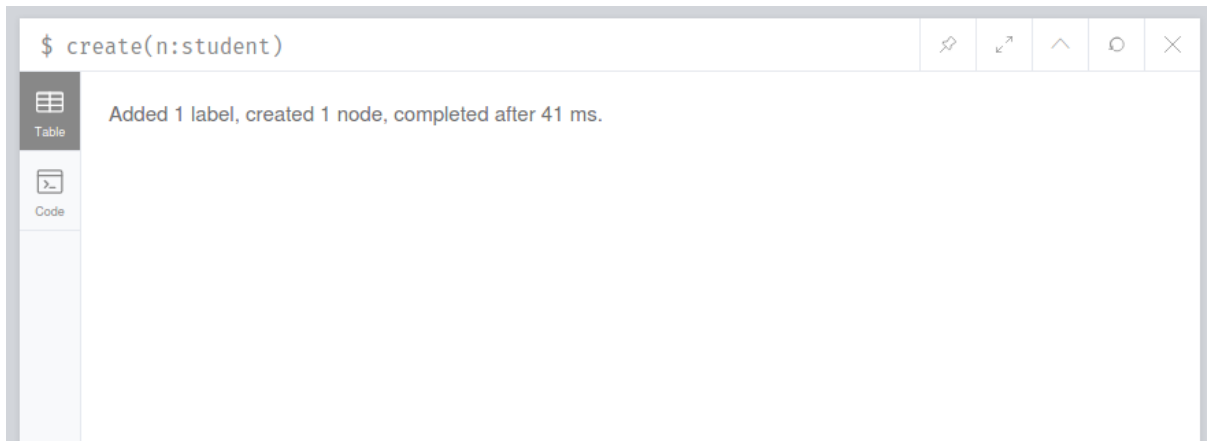 $ create(n:student)
Table
Added 1 label, created 1 node, completed after 41 ms.
Code